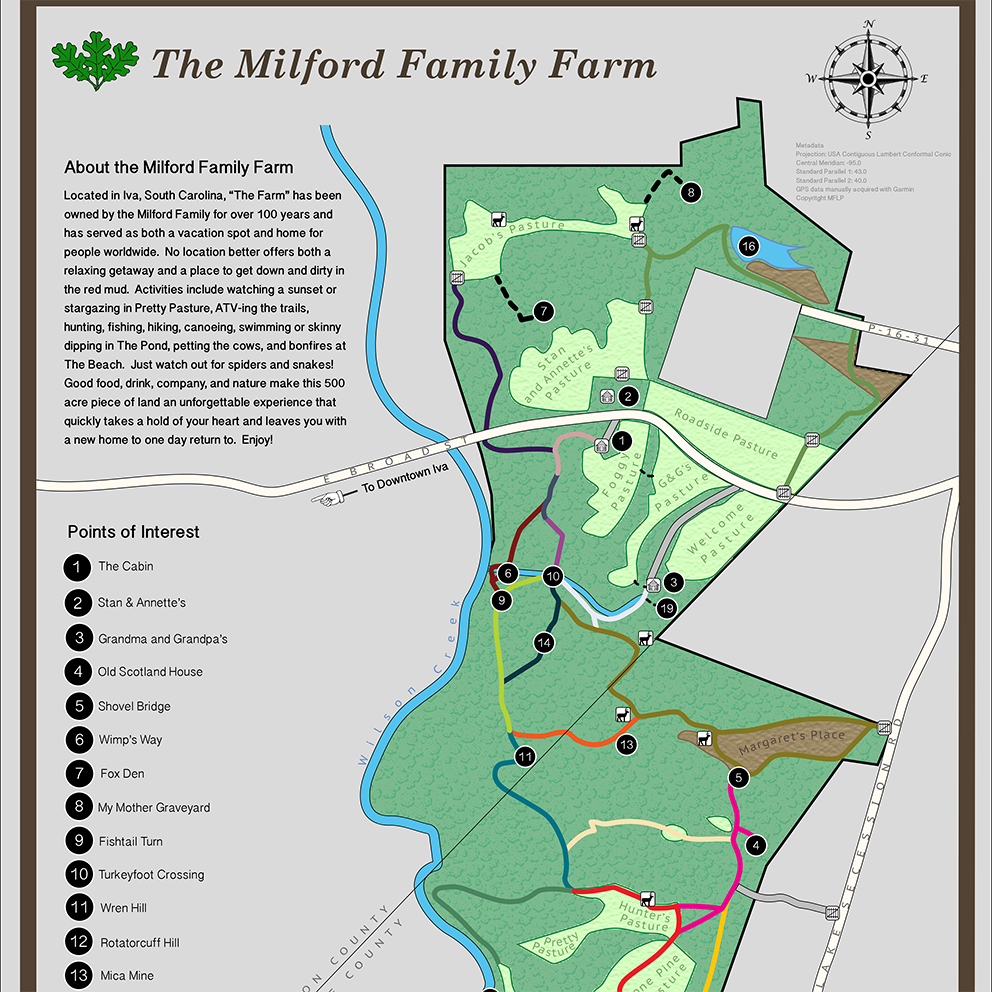 The Milford Family Farm
N
W
E
S
Metadata
Projection: USA Contiguous Lambert Conformal Conic
Central Meridian: -95.0
Standard Parallel 1: 43.0
Standard Parallel 2: 40.0
GPS data manually acquired with Garmin
Copyright MFLP
About the Milford Family Farm
Located in Iva, South Carolina, “The Farm” has been
owned by the Milford Family for over 100 years and
has served as both a vacation spot and home for
people worldwide. No location better offers both a
relaxing getaway and a place to get down and dirty in
the red mud. Activities include watching a sunset or
stargazing in Pretty Pasture, ATV-ing the trails,
hunting, fishing, hiking, canoeing, swimming or skinny
dipping in The Pond, petting the cows, and bonfires at
The Beach. Just watch out for spiders and snakes!
Good food, drink, company, and nature make this 500
acre piece of land an unforgettable experience that
quickly takes a hold of your heart and leaves you with
a new home to one day return to. Enjoy!
8
Jacob's Pasture
16
7
P-16-31
Stan
and Annette's
Pasture
2
Roadside Pasture
1
E BROAD ST
To Downtown Iva
Foggy
Pasture
G&G's
Pasture
Welcome
Pasture
6
10
3
9
19
14
Wilson Creek
13
Margaret's Place
11
5
4
Hunter's
Pasture
Pretty
Pasture
SECESSION RD
LAKE
ON COUNTY
E COUNTY
Points of Interest
1 The Cabin
2 Stan & Annette's
3 Grandma and Grandpa's
4 Old Scotland House
5 Shovel Bridge
6 Wimp's Way
7 Fox Den
8 My Mother Graveyard
9 Fishtail Turn
10 Turkeyfoot Crossing
11 Wren Hill
12 Rotatorcuff Hill
13 Mica Mine